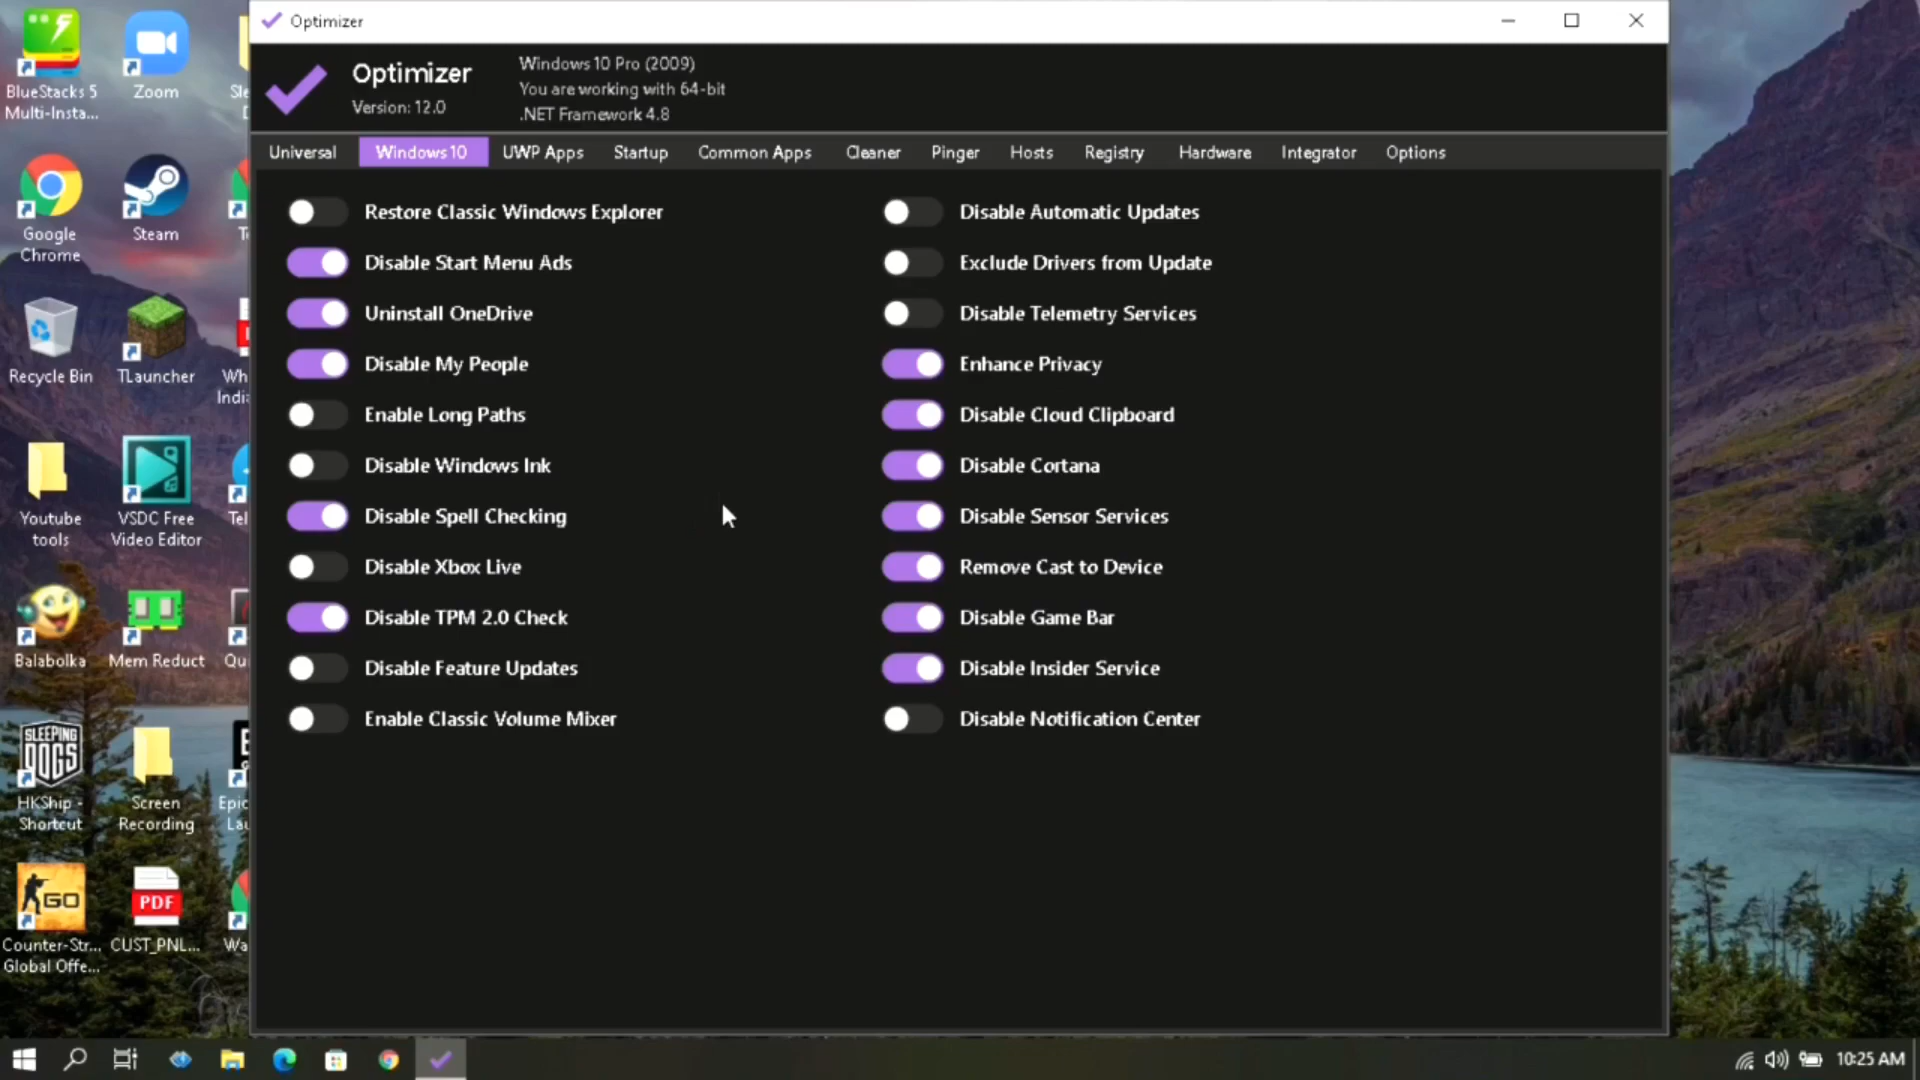 Optimizer
Optimizer
Version: 12.0
Windows 10 Pro (2009)
You are working with 64-bit
.NET Framework 4.8
Universal
Windows 10
UWP Apps
Startup
Common Apps
Cleaner
Pinger
Hosts
Registry
Hardware
Integrator
Options
Restore Classic Windows Explorer
Disable Start Menu Ads
Uninstall OneDrive
Disable My People
Enable Long Paths
Disable Windows Ink
Disable Spell Checking
Disable Xbox Live
Disable TPM 2.0 Check
Disable Feature Updates
Enable Classic Volume Mixer
Disable Automatic Updates
Exclude Drivers from Update
Disable Telemetry Services
Enhance Privacy
Disable Cloud Clipboard
Disable Cortana
Disable Sensor Services
Remove Cast to Device
Disable Game Bar
Disable Insider Service
Disable Notification Center
BlueStacks 5
Multi-Insta...
Zoom
Google
Chrome
Steam
Recycle Bin
TLauncher
Youtube
tools
VSDC Free
Video Editor
Balabolka
Mem Reduct
SLEEPING
DOGS
HKShip -
Shortcut
Screen
Recording
GO
Counter-Str...
Global Offe...
PDF
CUST_PNL...
10:25 AM